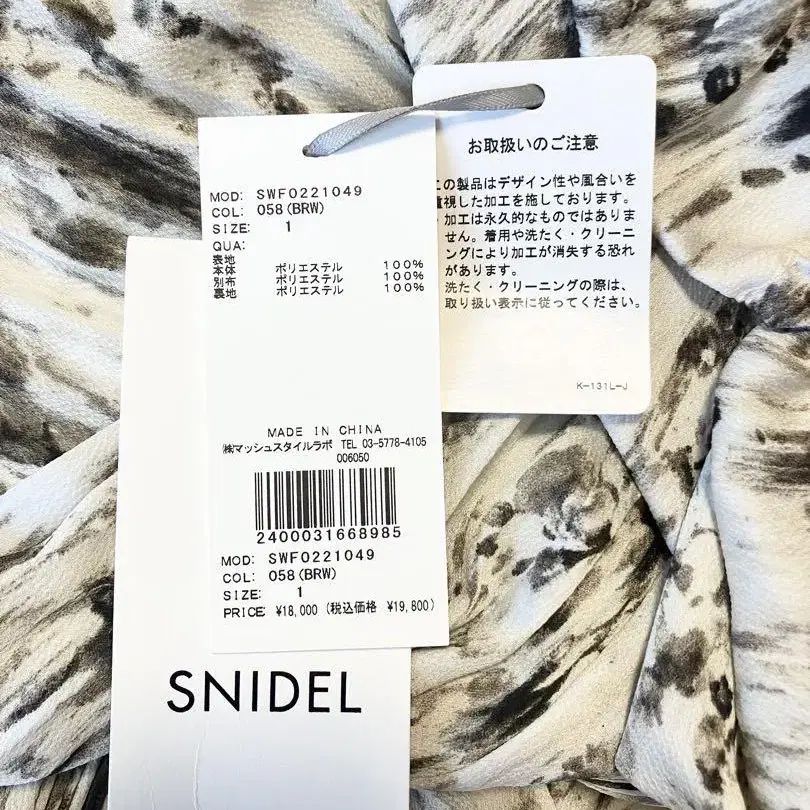 MOD: SWF0221049
COL: 058(BRW)
SIZE: 1
QUA:
表地
本体 ポリエステル 100%
別布 ポリエステル 100%
裏地 ポリエステル 100%
MADE IN CHINA
㈱マッシュスタイルラボ TEL 03-5778-4105
006050
2400031668985
MOD: SWF0221049
COL: 058(BRW)
SIZE: 1
PRICE: ¥18,000 (税込価格 ¥19,800)
SNIDEL
お取扱いのご注意
の製品はデザイン性や風合いを
視した加工を施しております。
加工は永久的なものではありま
せん。着用や洗たく・クリーニ
ングにより加工が消失する恐れ
があります。
洗たく・クリーニングの際は、
取り扱い表示に従ってください。
K-131L-J